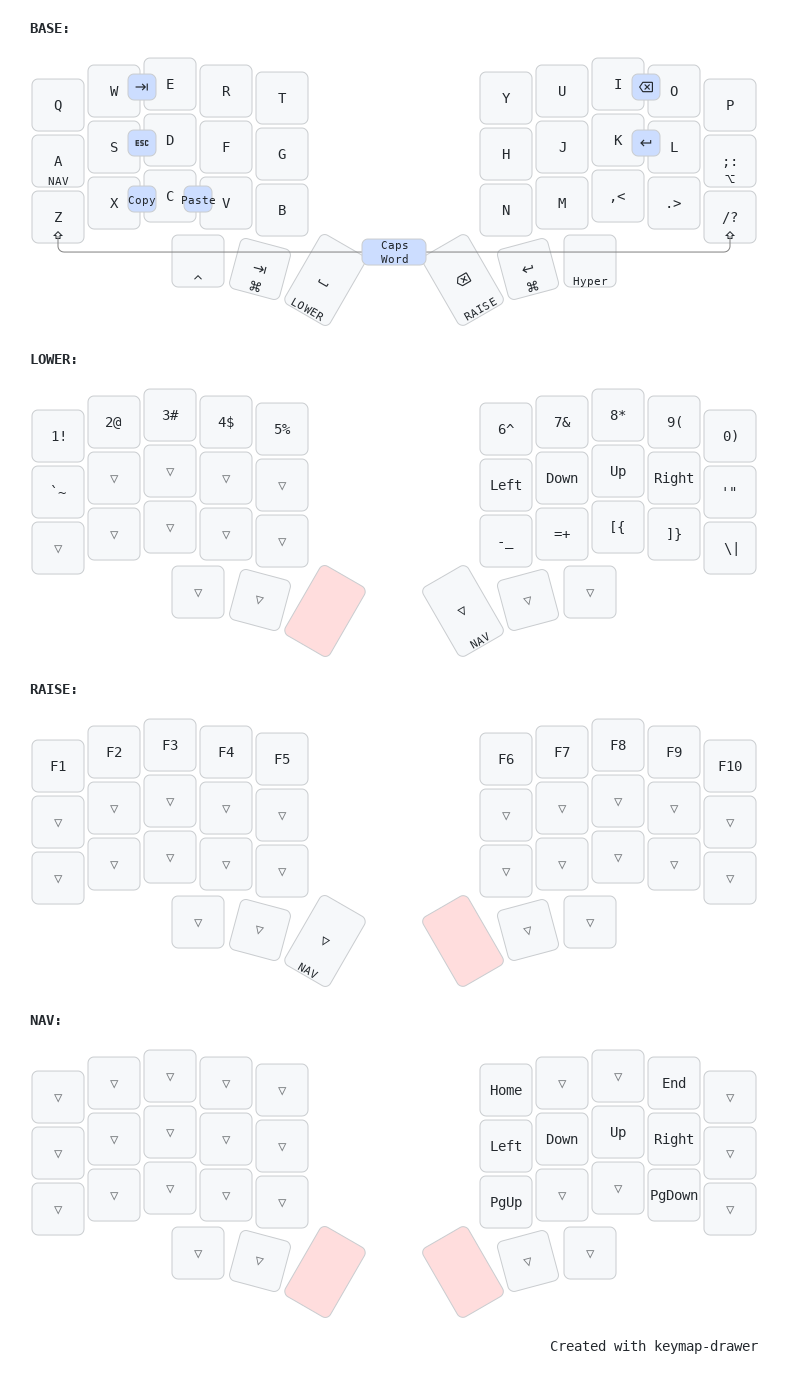 BASE:
Q W ⇥ E R T Y U I ⌫ O P
A NAV S ESC D F G H J K ↵ L ;: ⌥
Z ⇧ X Copy C Paste V B N M ,< .> /? ⇧
^ ⇥ ⌘ ⎵ LOWER Caps Word ⌫ RAISE ↵ ⌘ Hyper
LOWER:
1! 2@ 3# 4$ 5% 6^ 7& 8* 9( 0)
`~ ▽ ▽ ▽ ▽ Left Down Up Right '"
▽ ▽ ▽ ▽ ▽ -_ =+ [{ ]} \|
▽ ▽ ▽ NAV ▽ ▽
RAISE:
F1 F2 F3 F4 F5 F6 F7 F8 F9 F10
▽ ▽ ▽ ▽ ▽ ▽ ▽ ▽ ▽ ▽
▽ ▽ ▽ ▽ ▽ ▽ ▽ ▽ ▽ ▽
▽ ▽ ▽ NAV ▽ ▽
NAV:
▽ ▽ ▽ ▽ ▽ Home ▽ ▽ End ▽
▽ ▽ ▽ ▽ ▽ Left Down Up Right ▽
▽ ▽ ▽ ▽ ▽ PgUp ▽ ▽ PgDown ▽
▽ ▽ ▽ ▽
Created with keymap-drawer